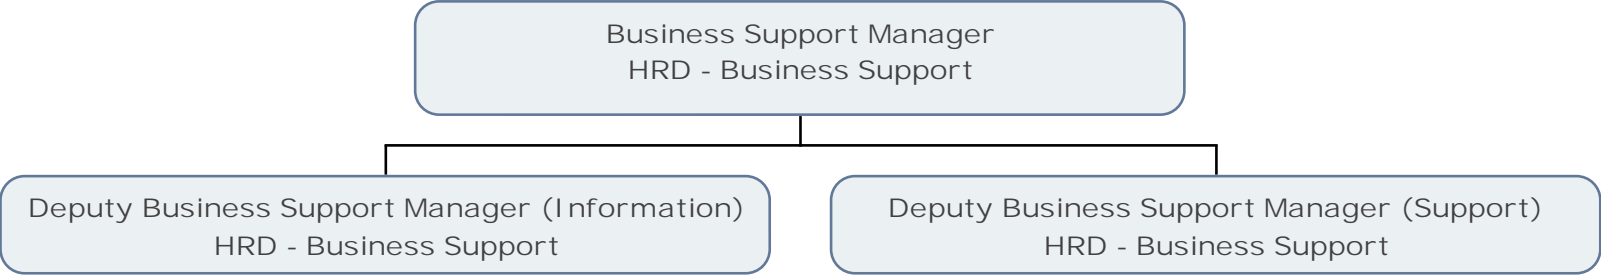 Business Support Manager
HRD - Business Support
Deputy Business Support Manager (Information)
HRD - Business Support
Deputy Business Support Manager (Support)
HRD - Business Support